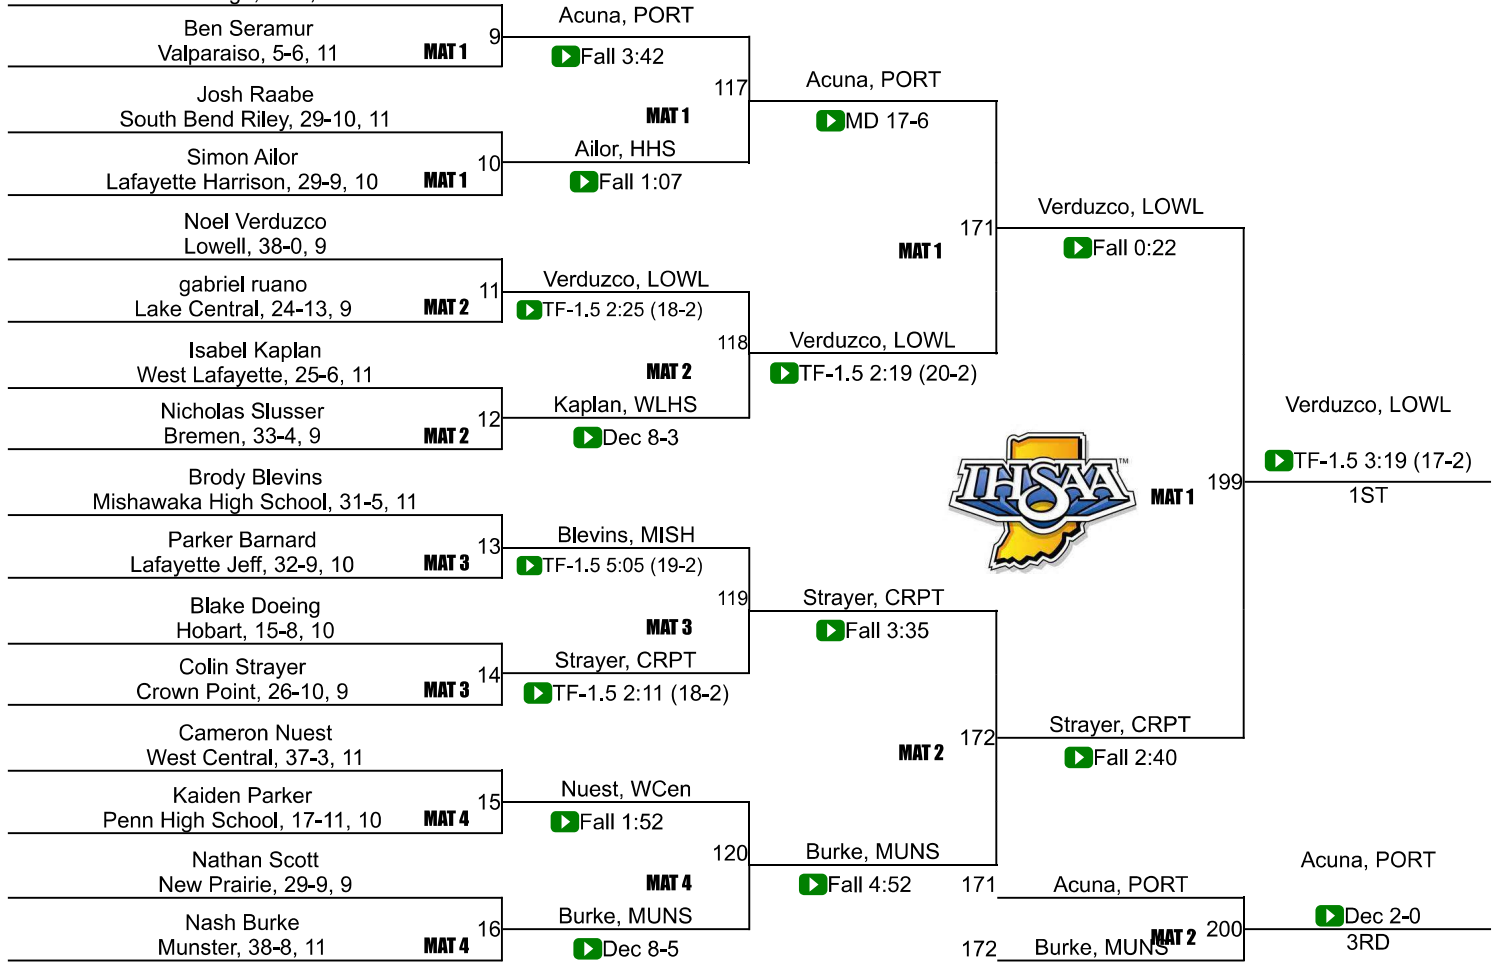 Ben Seramur
Valparaiso, 5-6, 11
MAT 1
9
Acuna, PORT
Fall 3:42
Josh Raabe
South Bend Riley, 29-10, 11
Simon Ailor
Lafayette Harrison, 29-9, 10
MAT 1
10
Ailor, HHS
Fall 1:07
117
MAT 1
Acuna, PORT
MD 17-6
Noel Verduzco
Lowell, 38-0, 9
gabriel ruano
Lake Central, 24-13, 9
MAT 2
11
Verduzco, LOWL
TF-1.5 2:25 (18-2)
Isabel Kaplan
West Lafayette, 25-6, 11
Nicholas Slusser
Bremen, 33-4, 9
MAT 2
12
Kaplan, WLHS
Dec 8-3
118
MAT 2
Verduzco, LOWL
TF-1.5 2:19 (20-2)
171
MAT 1
Verduzco, LOWL
Fall 0:22
Brody Blevins
Mishawaka High School, 31-5, 11
Parker Barnard
Lafayette Jeff, 32-9, 10
MAT 3
13
Blevins, MISH
TF-1.5 5:05 (19-2)
Blake Doeing
Hobart, 15-8, 10
Colin Strayer
Crown Point, 26-10, 9
MAT 3
14
Strayer, CRPT
TF-1.5 2:11 (18-2)
119
MAT 3
Strayer, CRPT
Fall 3:35
Cameron Nuest
West Central, 37-3, 11
Kaiden Parker
Penn High School, 17-11, 10
MAT 4
15
Nuest, WCen
Fall 1:52
Nathan Scott
New Prairie, 29-9, 9
Nash Burke
Munster, 38-8, 11
MAT 4
16
Burke, MUNS
Dec 8-5
120
MAT 4
Burke, MUNS
Fall 4:52
172
MAT 2
Strayer, CRPT
Fall 2:40
IHSAA™
MAT 1
199
Verduzco, LOWL
TF-1.5 3:19 (17-2)
1ST
171
Acuna, PORT
172
Burke, MUNS
MAT 2
200
Acuna, PORT
Dec 2-0
3RD